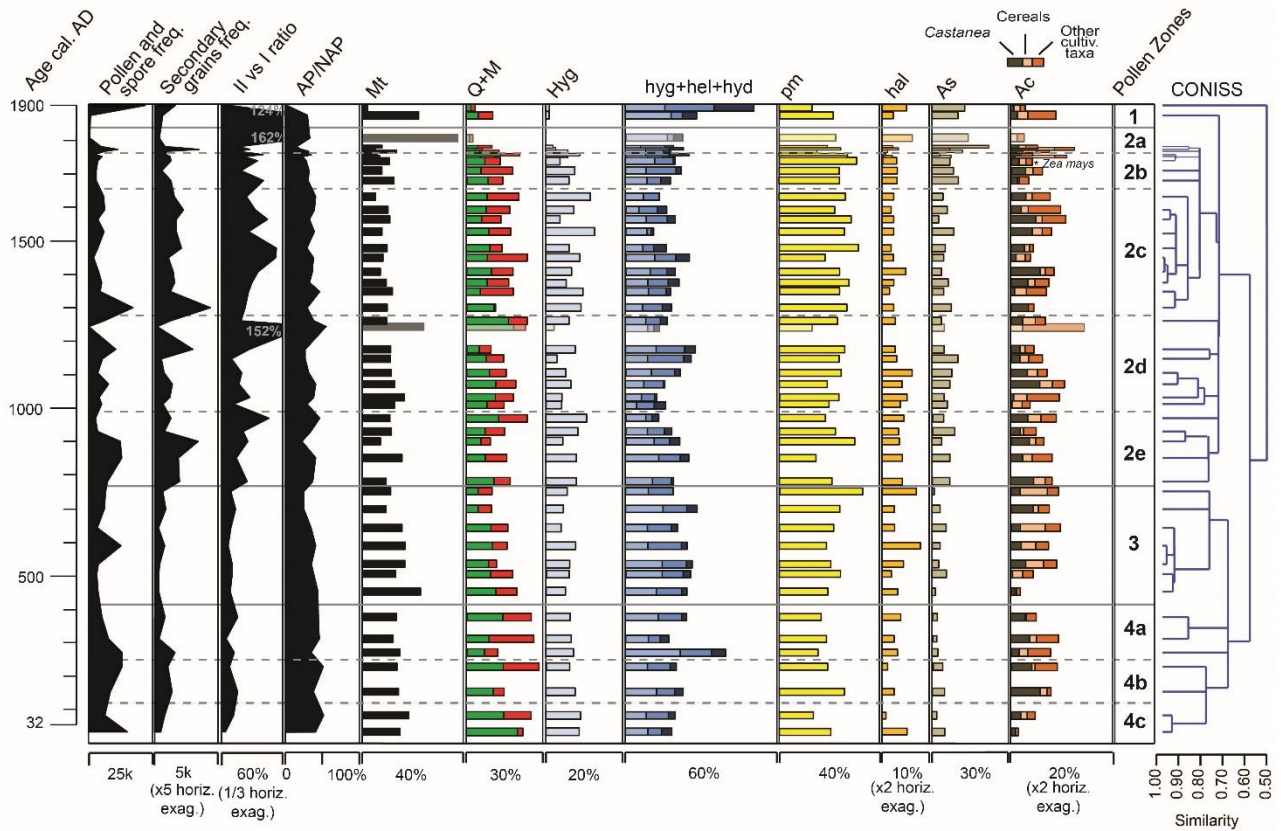 Age cal. AD
Pollen and
spore freq.
Secondary
grains freq.
II vs I ratio
AP/NAP
Mt
Q+M
Hyg
hyg+hel+hyd
pm
hal
As
Castanea
Cereals
Other
cultiv.
taxa
Ac
Pollen Zones
CONISS
1900
1500
1000
500
32
124%
162%
152%
* Zea mays
1
2a
2b
2c
2d
2e
3
4a
4b
4c
25k
5k
(x5 horiz.
exag.)
60%
(1/3 horiz.
exag.)
0
100%
40%
30%
20%
60%
40%
10%
(x2 horiz.
exag.)
30%
20%
(x2 horiz.
exag.)
1.00
0.90
0.80
0.70
0.60
0.50
Similarity